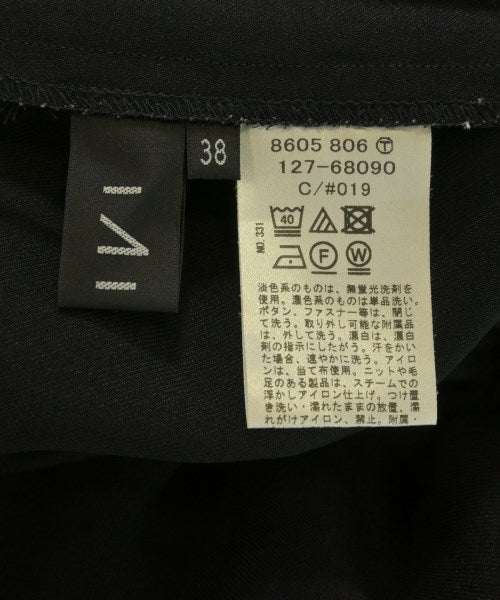 IVI
38
8605 806 Ⓣ
127-68090
C/#019
40
F W
NO.331
淡色系のものは、無蛍光洗剤を
使用。濃色系のものは単品洗い。
ボタン、ファスナー等は、閉じ
て洗う。取り外し可能な附属品
は、外して洗う。漂白は、漂白
剤の指示にしたがう。汗をかい
た場合、速やかに洗う。アイロ
ンは、当て布使用。ニットや毛
足のある製品は、スチームでの
浮かしアイロン仕上げ。つけ置
き洗い・濡れたままの放置、濡
れがけアイロン、禁止。附属・